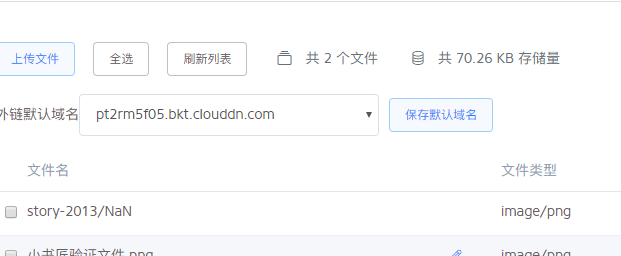 上传文件 全选 刷新列表 共 2 个文件 共 70.26 KB 存储量
外链默认域名 pt2rm5f05.bkt.clouddn.com 保存默认域名
文件名 文件类型
story-2013/NaN image/png
小书匠验证文件.png image/png